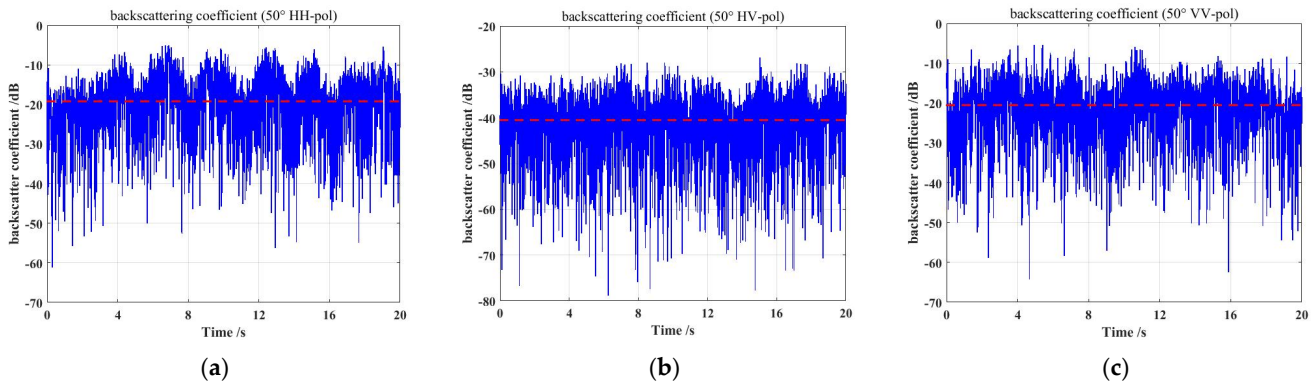 backscattering coefficient (50° HH-pol)
0
-10
-20
-30
-40
-50
-60
-70
backscatter coefficient /dB
0 4 8 12 16 20
Time /s
(a)
backscattering coefficient (50° HV-pol)
-20
-30
-40
-50
-60
-70
-80
backscatter coefficient /dB
0 4 8 12 16 20
Time /s
(b)
backscattering coefficient (50° VV-pol)
0
-10
-20
-30
-40
-50
-60
-70
backscatter coefficient /dB
0 4 8 12 16 20
Time /s
(c)